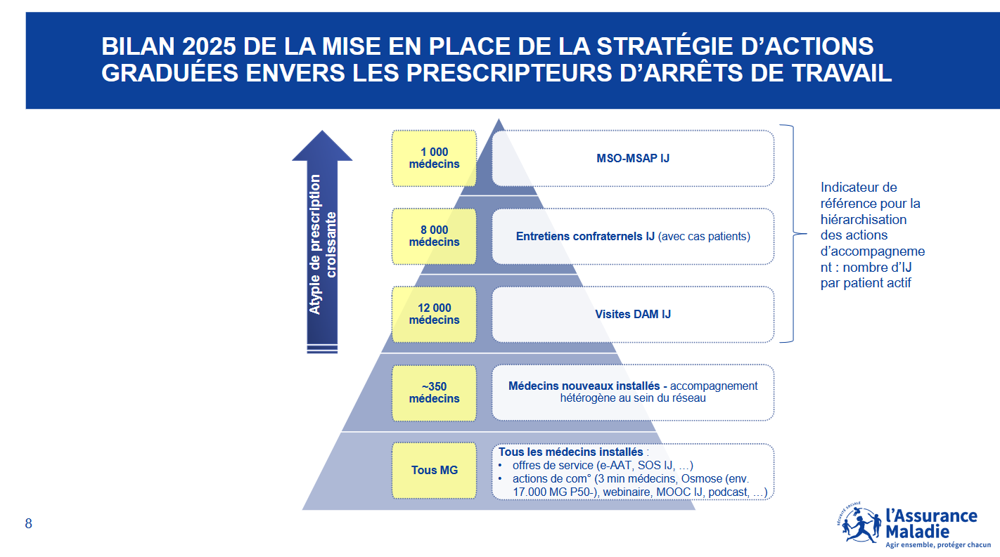 BILAN 2025 DE LA MISE EN PLACE DE LA STRATÉGIE D’ACTIONS
GRADUÉES ENVERS LES PRESCRIPTEURS D’ARRÊTS DE TRAVAIL
Atypie de prescription
croissante
1 000
médecins
MSO-MSAP IJ
8 000
médecins
Entretiens confraternels IJ (avec cas patients)
12 000
médecins
Visites DAM IJ
~350
médecins
Médecins nouveaux installés - accompagnement
hétérogène au sein du réseau
Tous MG
Tous les médecins installés :
• offres de service (e-AAT, SOS IJ, …)
• actions de com° (3 min médecins, Osmose (env.
17.000 MG P50-), webinaire, MOOC IJ, podcast, …)
Indicateur de
référence pour la
hiérarchisation
des actions
d’accompagneme
nt : nombre d’IJ
par patient actif
8
SÉCURITÉ SOCIALE
l’Assurance
Maladie
Agir ensemble, protéger chacun